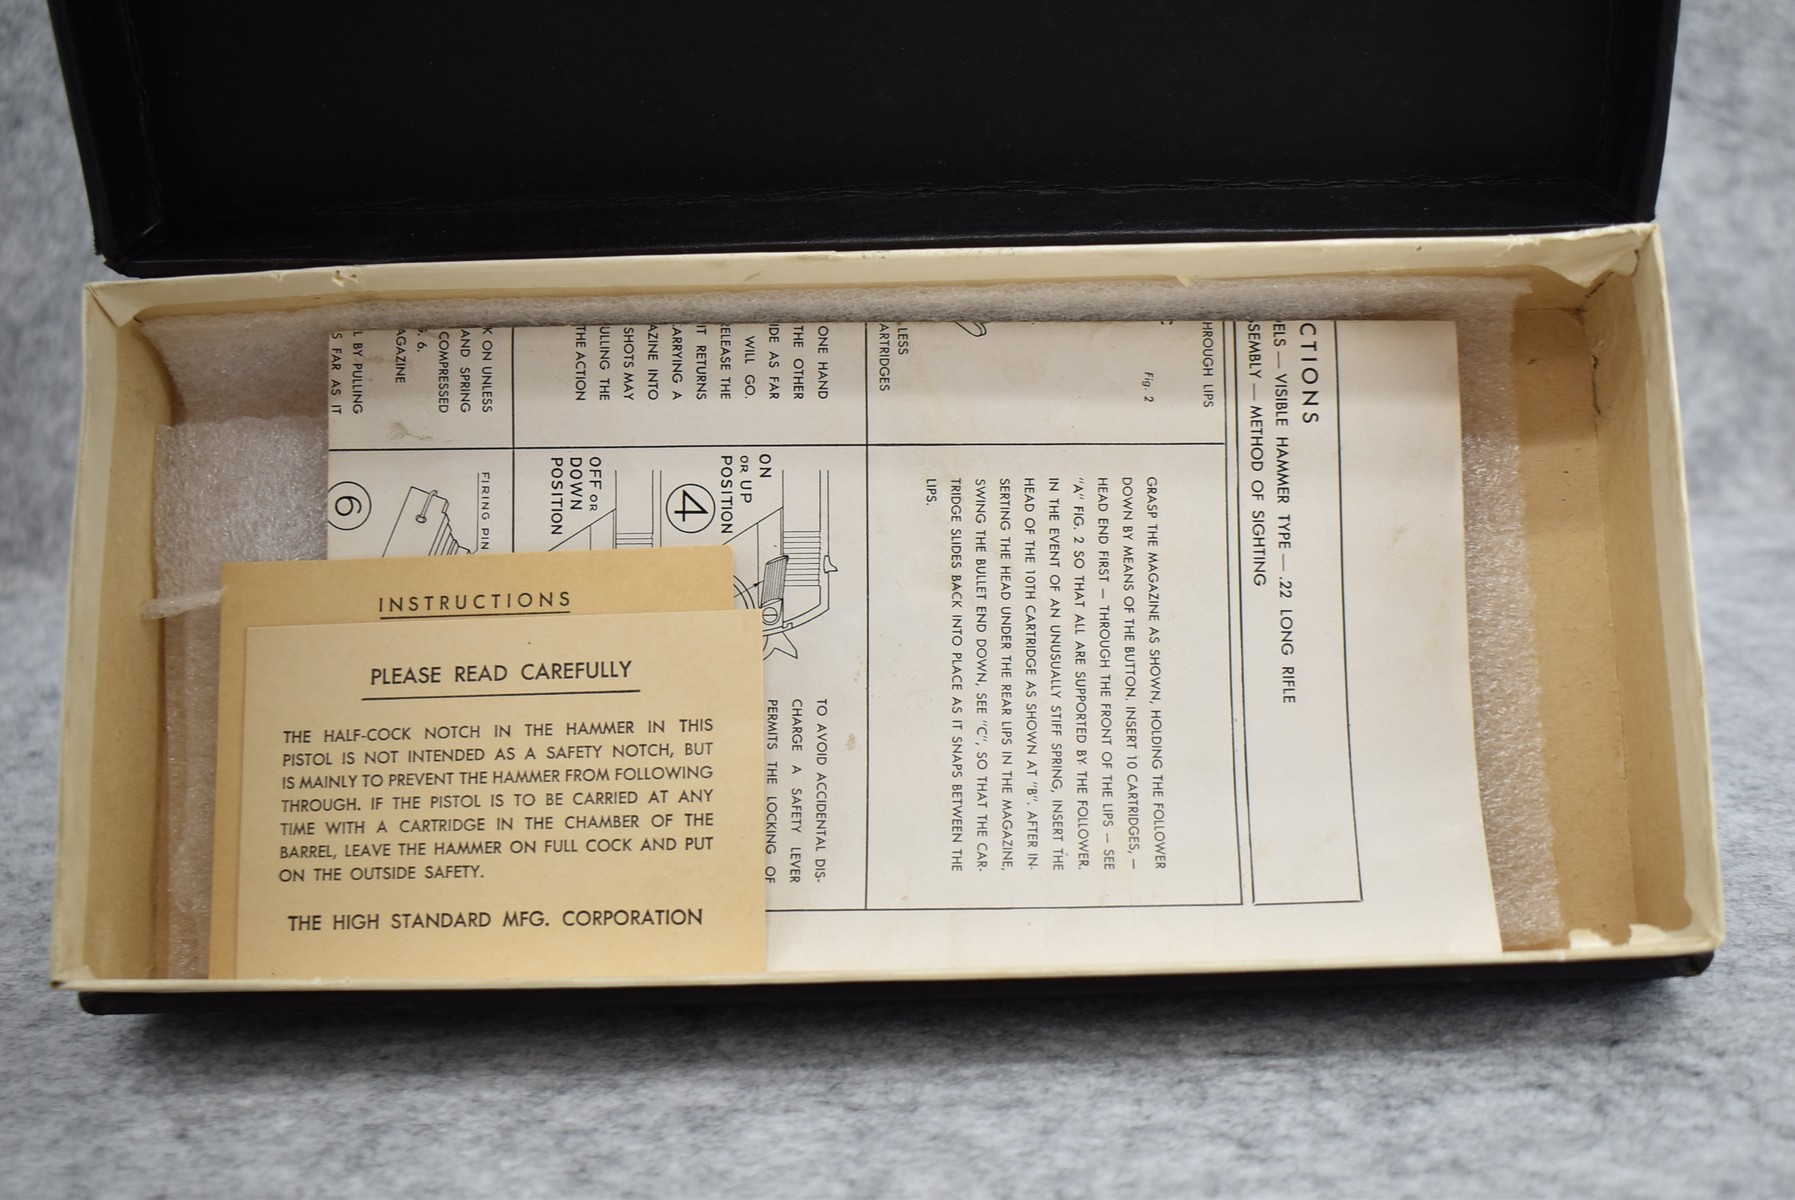 INSTRUCTIONS
PLEASE READ CAREFULLY
THE HALF-COCK NOTCH IN THE HAMMER IN THIS
PISTOL IS NOT INTENDED AS A SAFETY NOTCH, BUT
IS MAINLY TO PREVENT THE HAMMER FROM FOLLOWING
THROUGH. IF THE PISTOL IS TO BE CARRIED AT ANY
TIME WITH A CARTRIDGE IN THE CHAMBER OF THE
BARREL, LEAVE THE HAMMER ON FULL COCK AND PUT
ON THE OUTSIDE SAFETY.
THE HIGH STANDARD MFG. CORPORATION
CTIONS
ELS — VISIBLE HAMMER TYPE — .22 LONG RIFLE
SEMBLY — METHOD OF SIGHTING
HROUGH LIPS
Fig. 2
LESS
ARTRIDGES
GRASP THE MAGAZINE AS SHOWN, HOLDING THE FOLLOWER
DOWN BY MEANS OF THE BUTTON. INSERT 10 CARTRIDGES, —
HEAD END FIRST — THROUGH THE FRONT OF THE LIPS — SEE
"A" FIG. 2 SO THAT ALL ARE SUPPORTED BY THE FOLLOWER.
IN THE EVENT OF AN UNUSUALLY STIFF SPRING, INSERT THE
HEAD OF THE 10TH CARTRIDGE AS SHOWN AT "B". AFTER IN-
SERTING THE HEAD UNDER THE REAR LIPS IN THE MAGAZINE,
SWING THE BULLET END DOWN, SEE "C", SO THAT THE CAR-
TRIDGE SLIDES BACK INTO PLACE AS IT SNAPS BETWEEN THE
LIPS.
ONE HAND
THE OTHER
IDE AS FAR
WILL GO.
ELEASE THE
IT RETURNS
ARRYING A
AZINE INTO
SHOTS MAY
ULLING THE
THE ACTION
ON
OR UP
POSITION
4
OFF OR
DOWN
POSITION
TO AVOID ACCIDENTAL DIS-
CHARGE A SAFETY LEVER
PERMITS THE LOCKING OF
K ON UNLESS
AND SPRING
COMPRESSED
6.
AGAZINE
L BY PULLING
S FAR AS IT
FIRING PIN
6